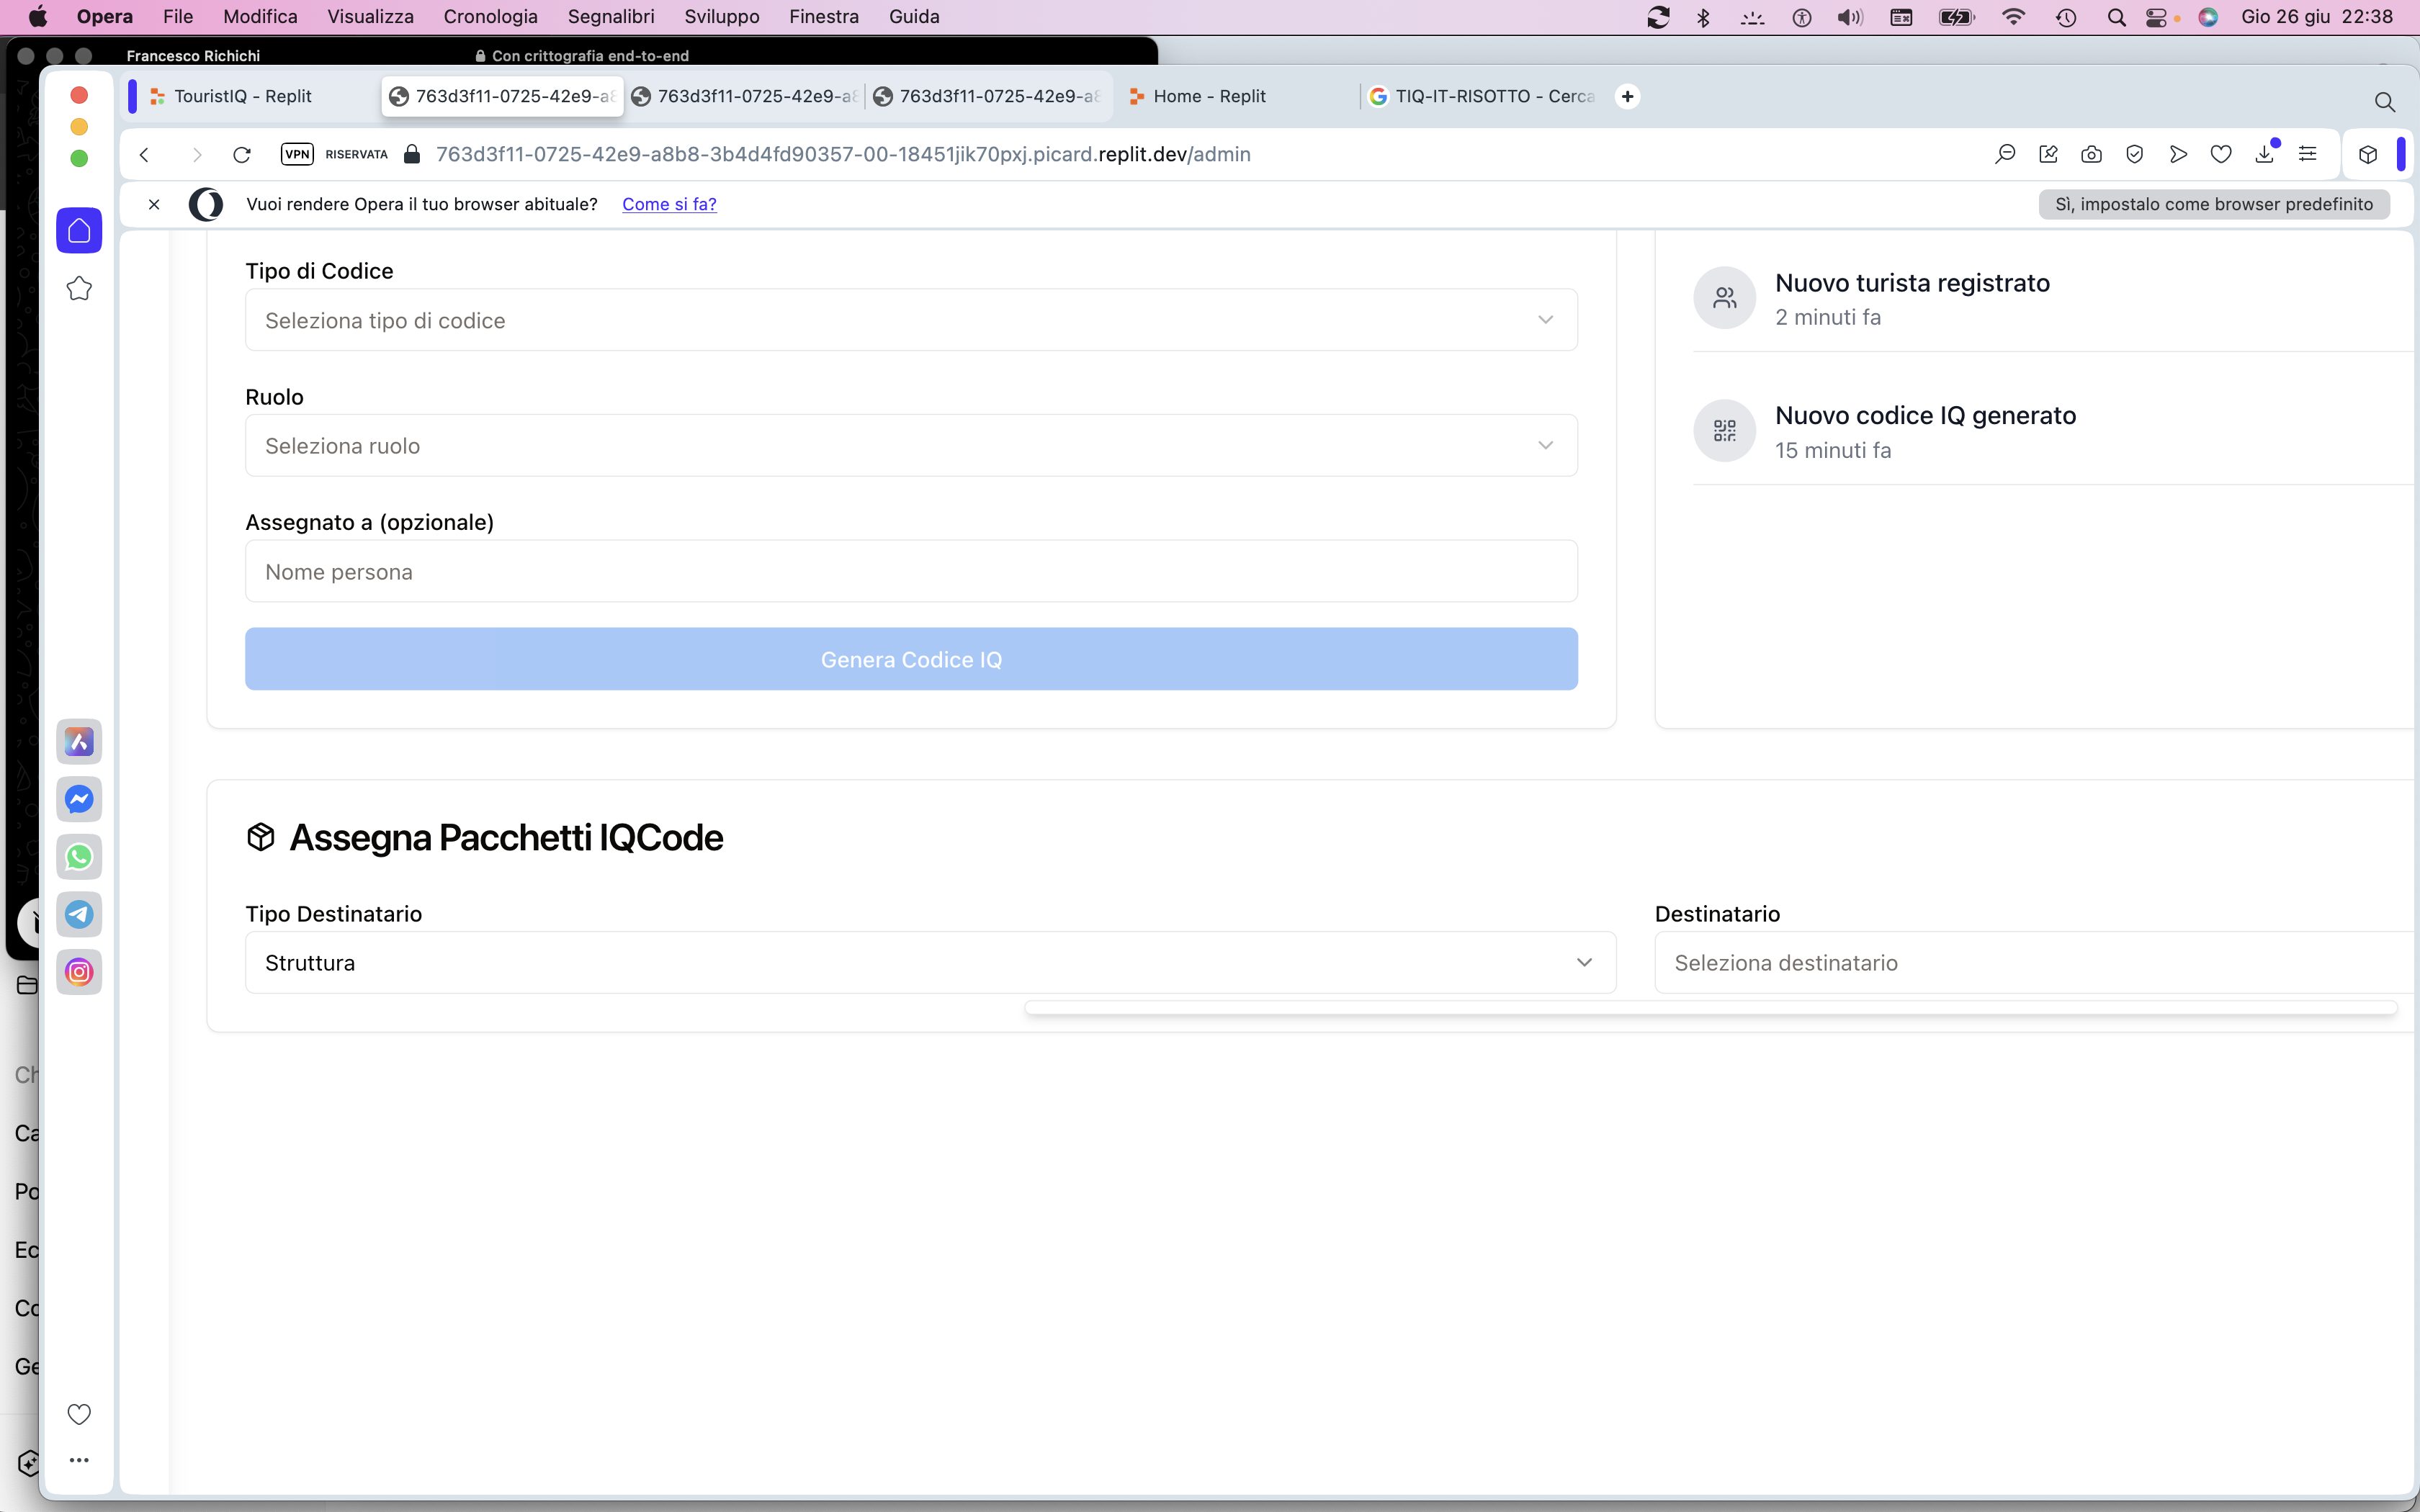 Opera File Modifica Visualizza Cronologia Segnalibri Sviluppo Finestra Guida Gio 26 giu 22:38
Francesco Richichi Con crittografia end-to-end
TouristIQ - Replit 763d3f11-0725-42e9-a8 763d3f11-0725-42e9-a8 763d3f11-0725-42e9-a8 Home - Replit TIQ-IT-RISOTTO - Cerca
VPN RISERVATA 763d3f11-0725-42e9-a8b8-3b4d4fd90357-00-18451jik70pxj.picard.replit.dev/admin
Vuoi rendere Opera il tuo browser abituale? Come si fa? Sì, impostalo come browser predefinito
Tipo di Codice
Seleziona tipo di codice
Ruolo
Seleziona ruolo
Assegnato a (opzionale)
Nome persona
Genera Codice IQ
Nuovo turista registrato
2 minuti fa
Nuovo codice IQ generato
15 minuti fa
Assegna Pacchetti IQCode
Tipo Destinatario
Struttura
Destinatario
Seleziona destinatario
Ch
Ca
Po
Ec
Co
Ge